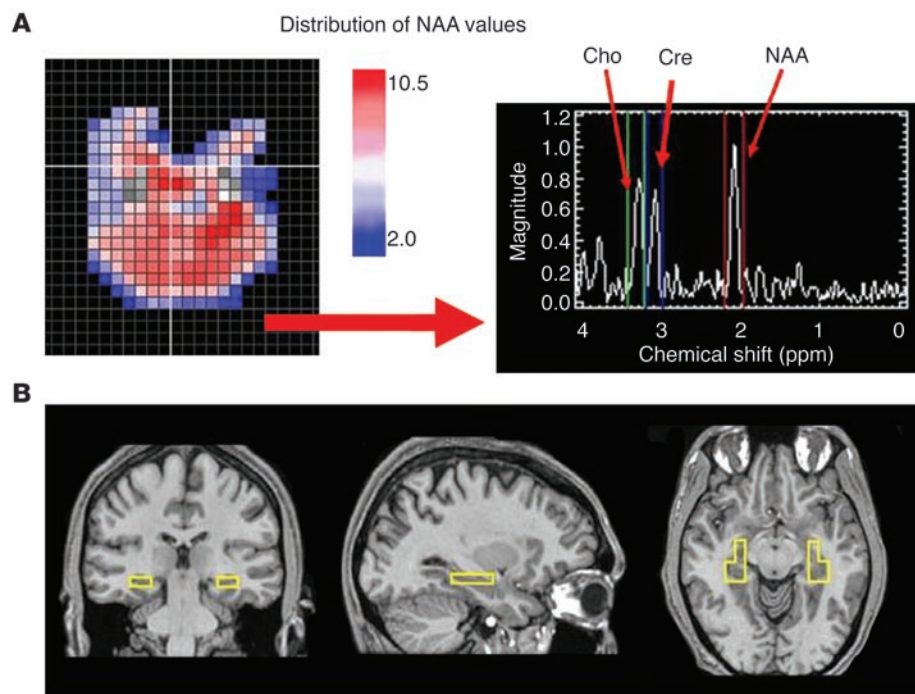 A
Distribution of NAA values
10.5
2.0
Cho
Cre
NAA
Magnitude
1.2
1.0
0.8
0.6
0.4
0.2
0.0
4 3 2 1 0
Chemical shift (ppm)
B